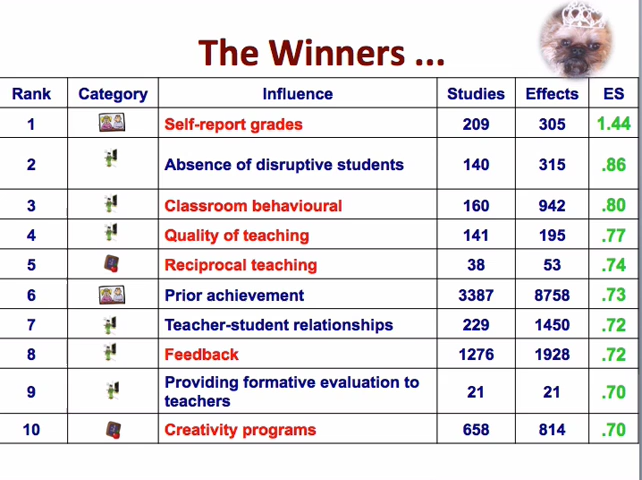 The Winners ...
Rank Category Influence Studies Effects ES
1 Self-report grades 209 305 1.44
2 Absence of disruptive students 140 315 .86
3 Classroom behavioural 160 942 .80
4 Quality of teaching 141 195 .77
5 Reciprocal teaching 38 53 .74
6 Prior achievement 3387 8758 .73
7 Teacher-student relationships 229 1450 .72
8 Feedback 1276 1928 .72
9 Providing formative evaluation to teachers 21 21 .70
10 Creativity programs 658 814 .70